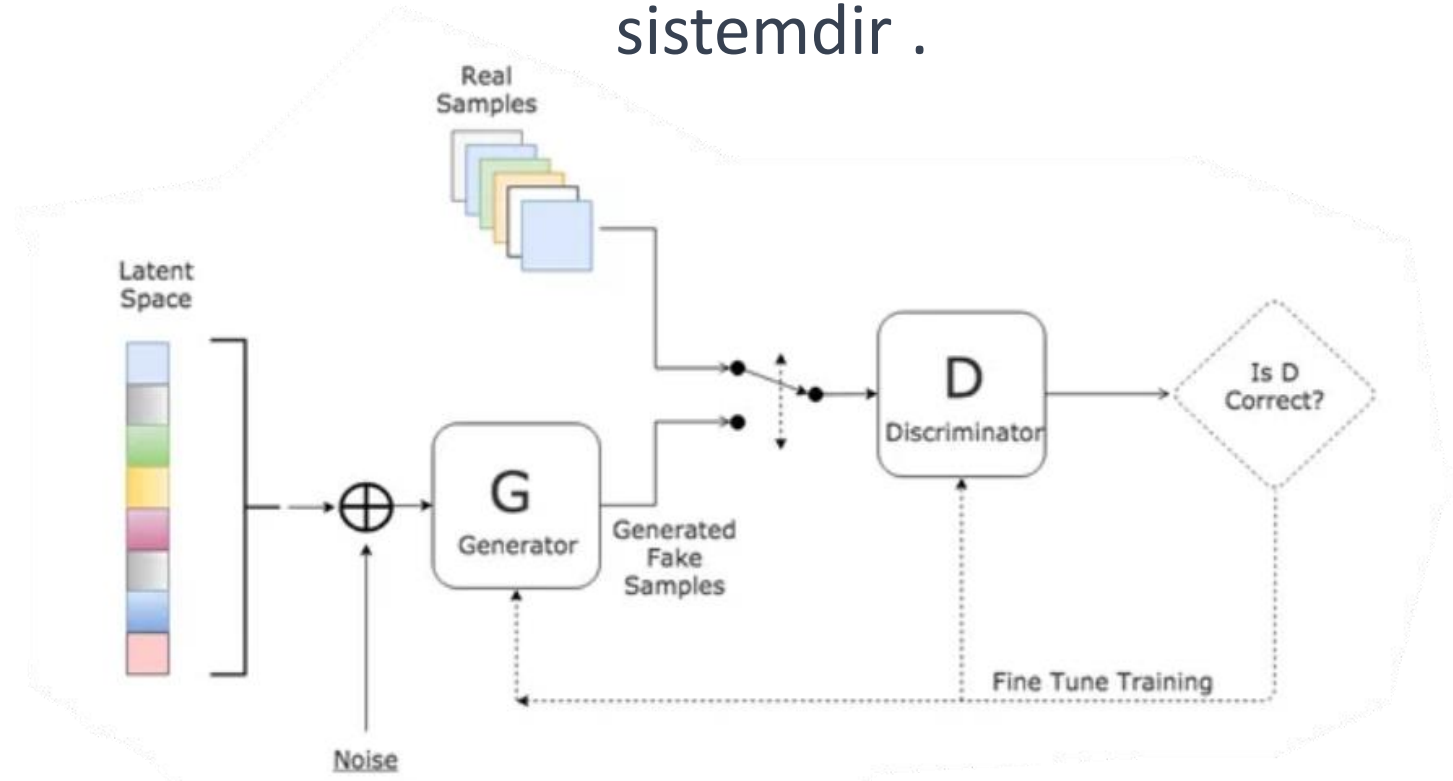 sistemdir .
Real
Samples
Latent
Space
Is D
Correct?
D
Discriminator
G
Generator
Generated
Fake
Samples
Fine Tune Training
Noise